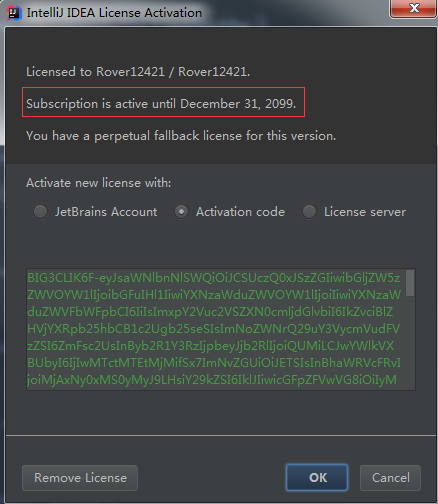 IntelliJ IDEA License Activation
Licensed to Rover12421 / Rover12421.
Subscription is active until December 31, 2099.
You have a perpetual fallback license for this version.
Activate new license with:
JetBrains Account Activation code License server
BIG3CLIK6F-eyJsaWNlbnNlSWQiOiJCSUczQ0xJSzZGIiwibGljZW5z
ZWVOYW1lIjoibGFuIHl1IiwiYXNzaWduZWVOYW1lIjoiIiwiYXNzaW
duZWVFbWFpbCI6IiIsImxpY2Vuc2VSZXN0cmljdGlvbiI6IkZvciBlZ
HVjYXRpb25hbCB1c2Ugb25seSIsImNoZWNrQ29uY3VycmVudFV
zZSI6ZmFsc2UsInByb2R1Y3RzIjpbeyJjb2RlIjoiQUMiLCJwYWlkVX
BUbyI6IjIwMTctMTEtMjMifSx7ImNvZGUiOiJETSIsInBhaWRVcFRvI
joiMjAxNy0xMS0yMyJ9LHsiY29kZSI6IklJIiwicGFpZFVwVG8iOiIyM
Remove License OK Cancel